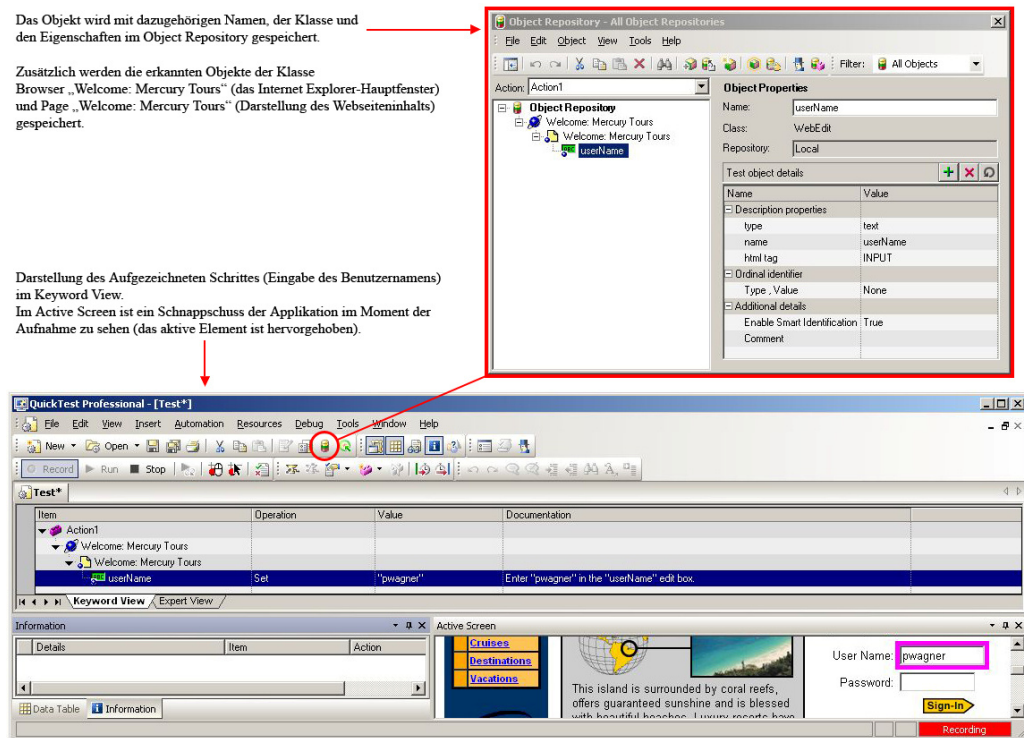 Das Objekt wird mit dazugehörigen Namen, der Klasse und
den Eigenschaften im Object Repository gespeichert.
Zusätzlich werden die erkannten Objekte der Klasse
Browser „Welcome: Mercury Tours“ (das Internet Explorer-Hauptfenster)
und Page „Welcome: Mercury Tours“ (Darstellung des Webseiteninhalts)
gespeichert.
Object Repository - All Object Repositories
File Edit Object View Tools Help
Filter: All Objects
Action: Action1
Object Repository
Welcome: Mercury Tours
Welcome: Mercury Tours
userName
Object Properties
Name: userName
Class: WebEdit
Repository: Local
Test object details
Name Value
Description properties
type text
name userName
html tag INPUT
Ordinal identifier
Type , Value None
Additional details
Enable Smart Identification True
Comment
Darstellung des Aufgezeichneten Schrittes (Eingabe des Benutzernamens)
im Keyword View.
Im Active Screen ist ein Schnappschuss der Applikation im Moment der
Aufnahme zu sehen (das aktive Element ist hervorgehoben).
QuickTest Professional - [Test*]
File Edit View Insert Automation Resources Debug Tools Window Help
New Open
Record Run Stop
Test*
Item Operation Value Documentation
Action1
Welcome: Mercury Tours
Welcome: Mercury Tours
userName Set "pwagner" Enter "pwagner" in the "userName" edit box.
Keyword View Expert View
Information
Details Item Action
Data Table Information
Active Screen
Cruises
Destinations
Vacations
This island is surrounded by coral reefs,
offers guaranteed sunshine and is blessed
with beautiful beaches. Luxury resorts have
User Name: pwagner
Password:
Sign-In
Recording